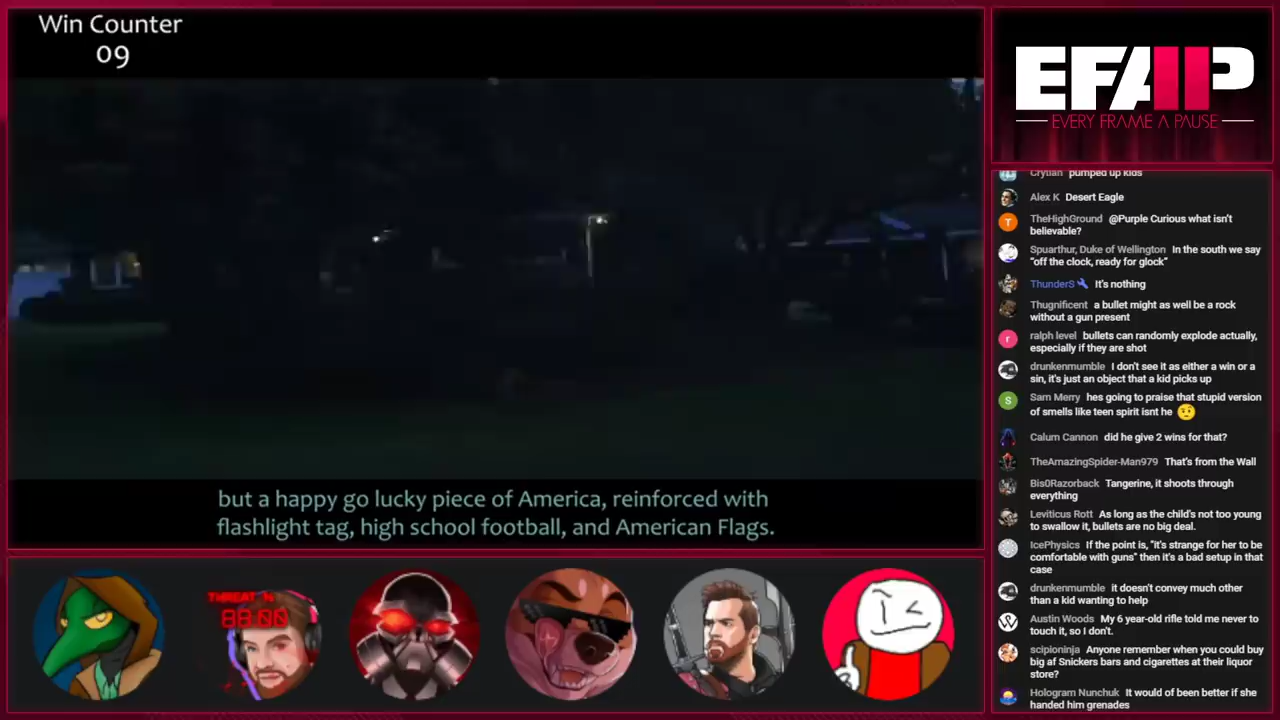 Win Counter
09
but a happy go lucky piece of America, reinforced with
flashlight tag, high school football, and American Flags.
THREAT N:
88:00
EFAP
EVERY FRAME A PAUSE
Crylian pumped up kids
Alex K Desert Eagle
TheHighGround @Purple Curious what isn't
believable?
Spuarthur, Duke of Wellington In the south we say
"off the clock, ready for glock"
ThunderS It's nothing
Thugnificent a bullet might as well be a rock
without a gun present
ralph level bullets can randomly explode actually,
especially if they are shot
drunkenmumble I don't see it as either a win or a
sin, it's just an object that a kid picks up
Sam Merry hes going to praise that stupid version
of smells like teen spirit isnt he
Calum Cannon did he give 2 wins for that?
TheAmazingSpider-Man979 That's from the Wall
Bis0Razorback Tangerine, it shoots through
everything
Leviticus Rott As long as the child's not too young
to swallow it, bullets are no big deal.
IcePhysics If the point is, "it's strange for her to be
comfortable with guns" then it's a bad setup in that
case
drunkenmumble it doesn't convey much other
than a kid wanting to help
Austin Woods My 6 year-old rifle told me never to
touch it, so I don't.
scipioninja Anyone remember when you could buy
big af Snickers bars and cigarettes at their liquor
store?
Hologram Nunchuk It would of been better if she
handed him grenades